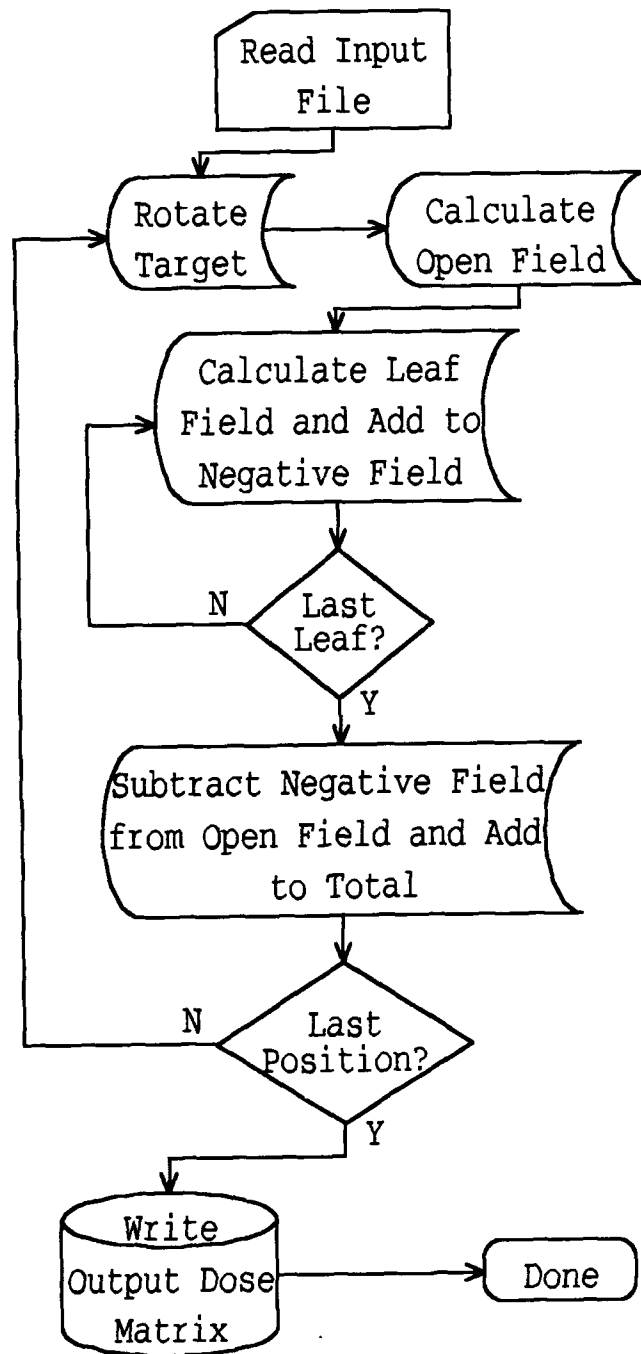 Read Input
File
Rotate
Target
Calculate
Open Field
Calculate Leaf
Field and Add to
Negative Field
N
Last
Leaf?
Y
Subtract Negative Field
from Open Field and Add
to Total
N
Last
Position?
Y
Write
Output Dose
Matrix
Done